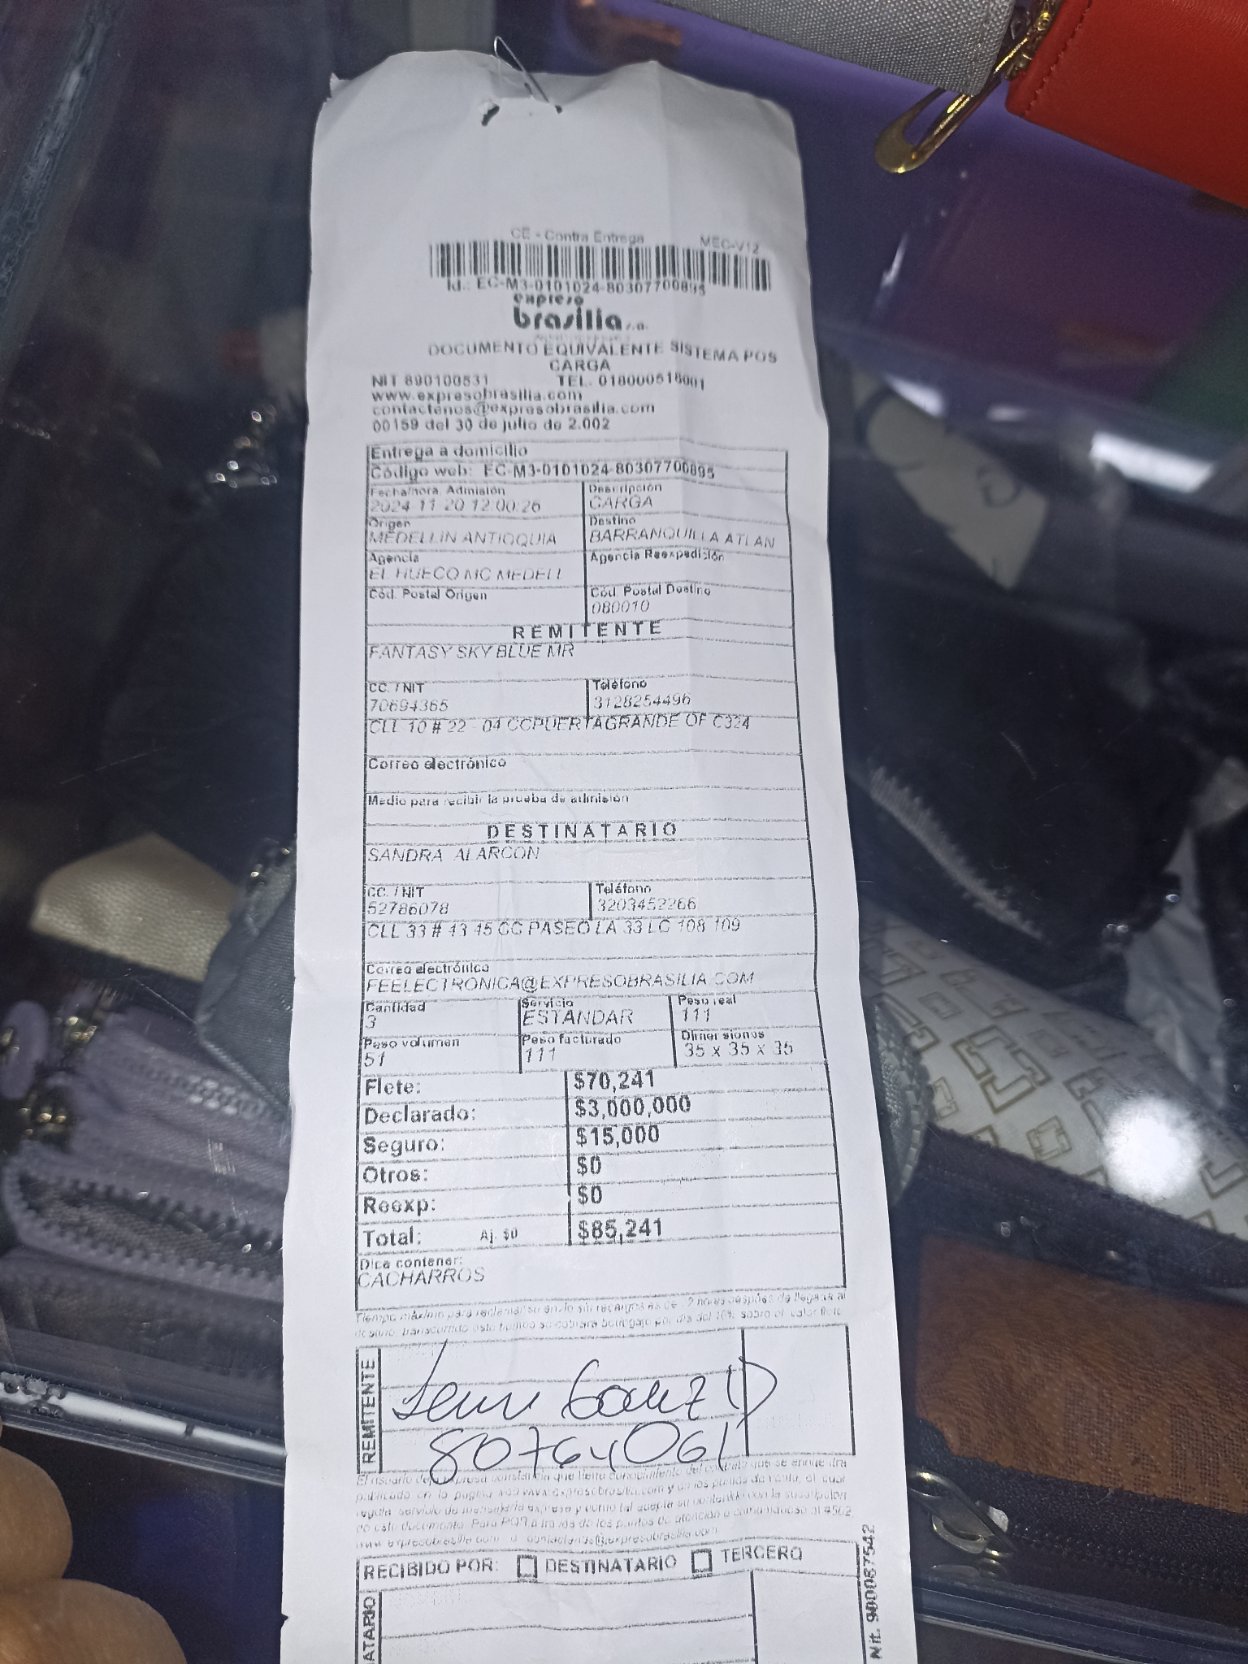 CE - Contra Entrega MEC-V12
Id.: EC-M3-0101024-80307700895
expreso
brasilia s.a.
DOCUMENTO EQUIVALENTE SISTEMA POS
CARGA
NIT 890100531 TEL. 018000518001
www.expresobrasilia.com
contactenos@expresobrasilia.com
00159 del 30 de julio de 2.002
Entrega a domicilio
Código web: EC-M3-0101024-80307700895
Fecha/hora Admisión Descripción
2024 11 20 12 00 26 CARGA
Origen Destino
MEDELLIN ANTIOQUIA BARRANQUILLA ATLAN
Agencia Agencia Reexpedición
EL HUECO MC MEDELL
Cód. Postal Origen Cód. Postal Destino
080010
REMITENTE
FANTASY SKY BLUE MR
CC. / NIT Teléfono
70694365 3128254496
CLL 10 # 22 - 04 CCPUERTAGRANDE OF C324
Correo electrónico
Medio para recibir la prueba de admisión
DESTINATARIO
SANDRA ALARCON
CC. / NIT Teléfono
52786078 3203452266
CLL 33 # 43 45 CC PASEO LA 33 LC 108 109
Correo electrónico
FEELECTRONICA@EXPRESOBRASILIA.COM
Cantidad Servicio Peso real
3 ESTANDAR 111
Peso volumen Peso facturado Dimensiones
51 111 35 x 35 x 35
Flete: $70,241
Declarado: $3,000,000
Seguro: $15,000
Otros: $0
Reexp: $0
Total: Aj. $0 $85,241
Dice contener:
CACHARROS
REMITENTE
80764061
RECIBIDO POR: DESTINATARIO TERCERO
ATARIO
Nit. 900087542